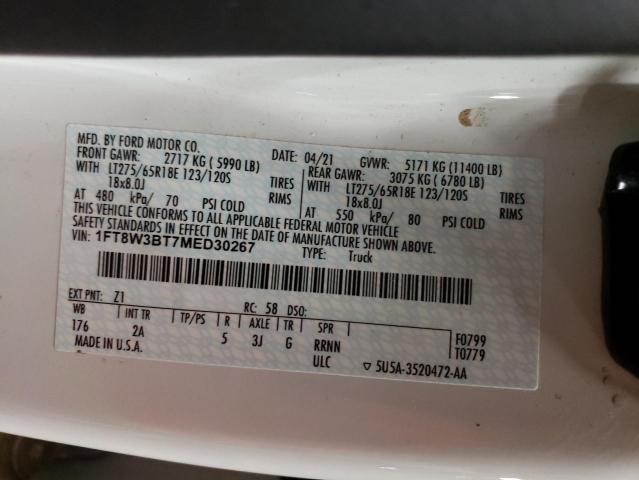 MFD. BY FORD MOTOR CO.
DATE: 04/21 GVWR: 5171 KG (11400 LB)
FRONT GAWR: 2717 KG (5990 LB) REAR GAWR: 3075 KG (6780 LB)
WITH LT275/65R18E 123/120S TIRES WITH LT275/65R18E 123/120S TIRES
18x8.0J RIMS 18x8.0J RIMS
AT 480 kPa/ 70 PSI COLD AT 550 kPa/ 80 PSI COLD
THIS VEHICLE CONFORMS TO ALL APPLICABLE FEDERAL MOTOR VEHICLE
SAFETY STANDARDS IN EFFECT ON THE DATE OF MANUFACTURE SHOWN ABOVE.
VIN: 1FT8W3BT7MED30267 TYPE: Truck
EXT PNT: Z1 RC: 58 DSO:
WB INT TR TP/PS R AXLE TR SPR
176 2A 5 3J G RRNN
F0799
T0779
MADE IN U.S.A. ULC ▽ 5U5A-3520472-AA